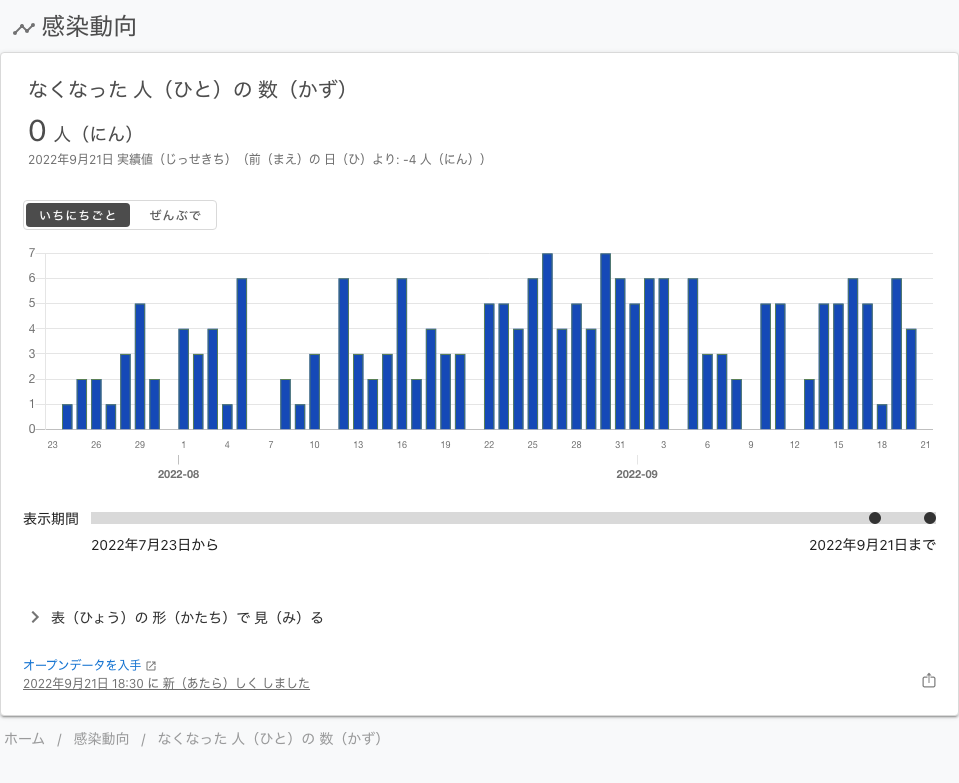 感染動向
なくなった 人（ひと）の 数（かず）
0 人（にん）
2022年9月21日 実績値（じっせきち）（前（まえ）の 日（ひ）より: -4 人（にん））
いちにちごと ぜんぶで
7
6
5
4
3
2
1
0
23 26 29 1 4 7 10 13 16 19 22 25 28 31 3 6 9 12 15 18 21
2022-08 2022-09
表示期間
2022年7月23日から 2022年9月21日まで
表（ひょう）の 形（かたち）で 見（み）る
オープンデータを入手
2022年9月21日 18:30 に 新（あたら）しく しました
ホーム / 感染動向 / なくなった 人（ひと）の 数（かず）